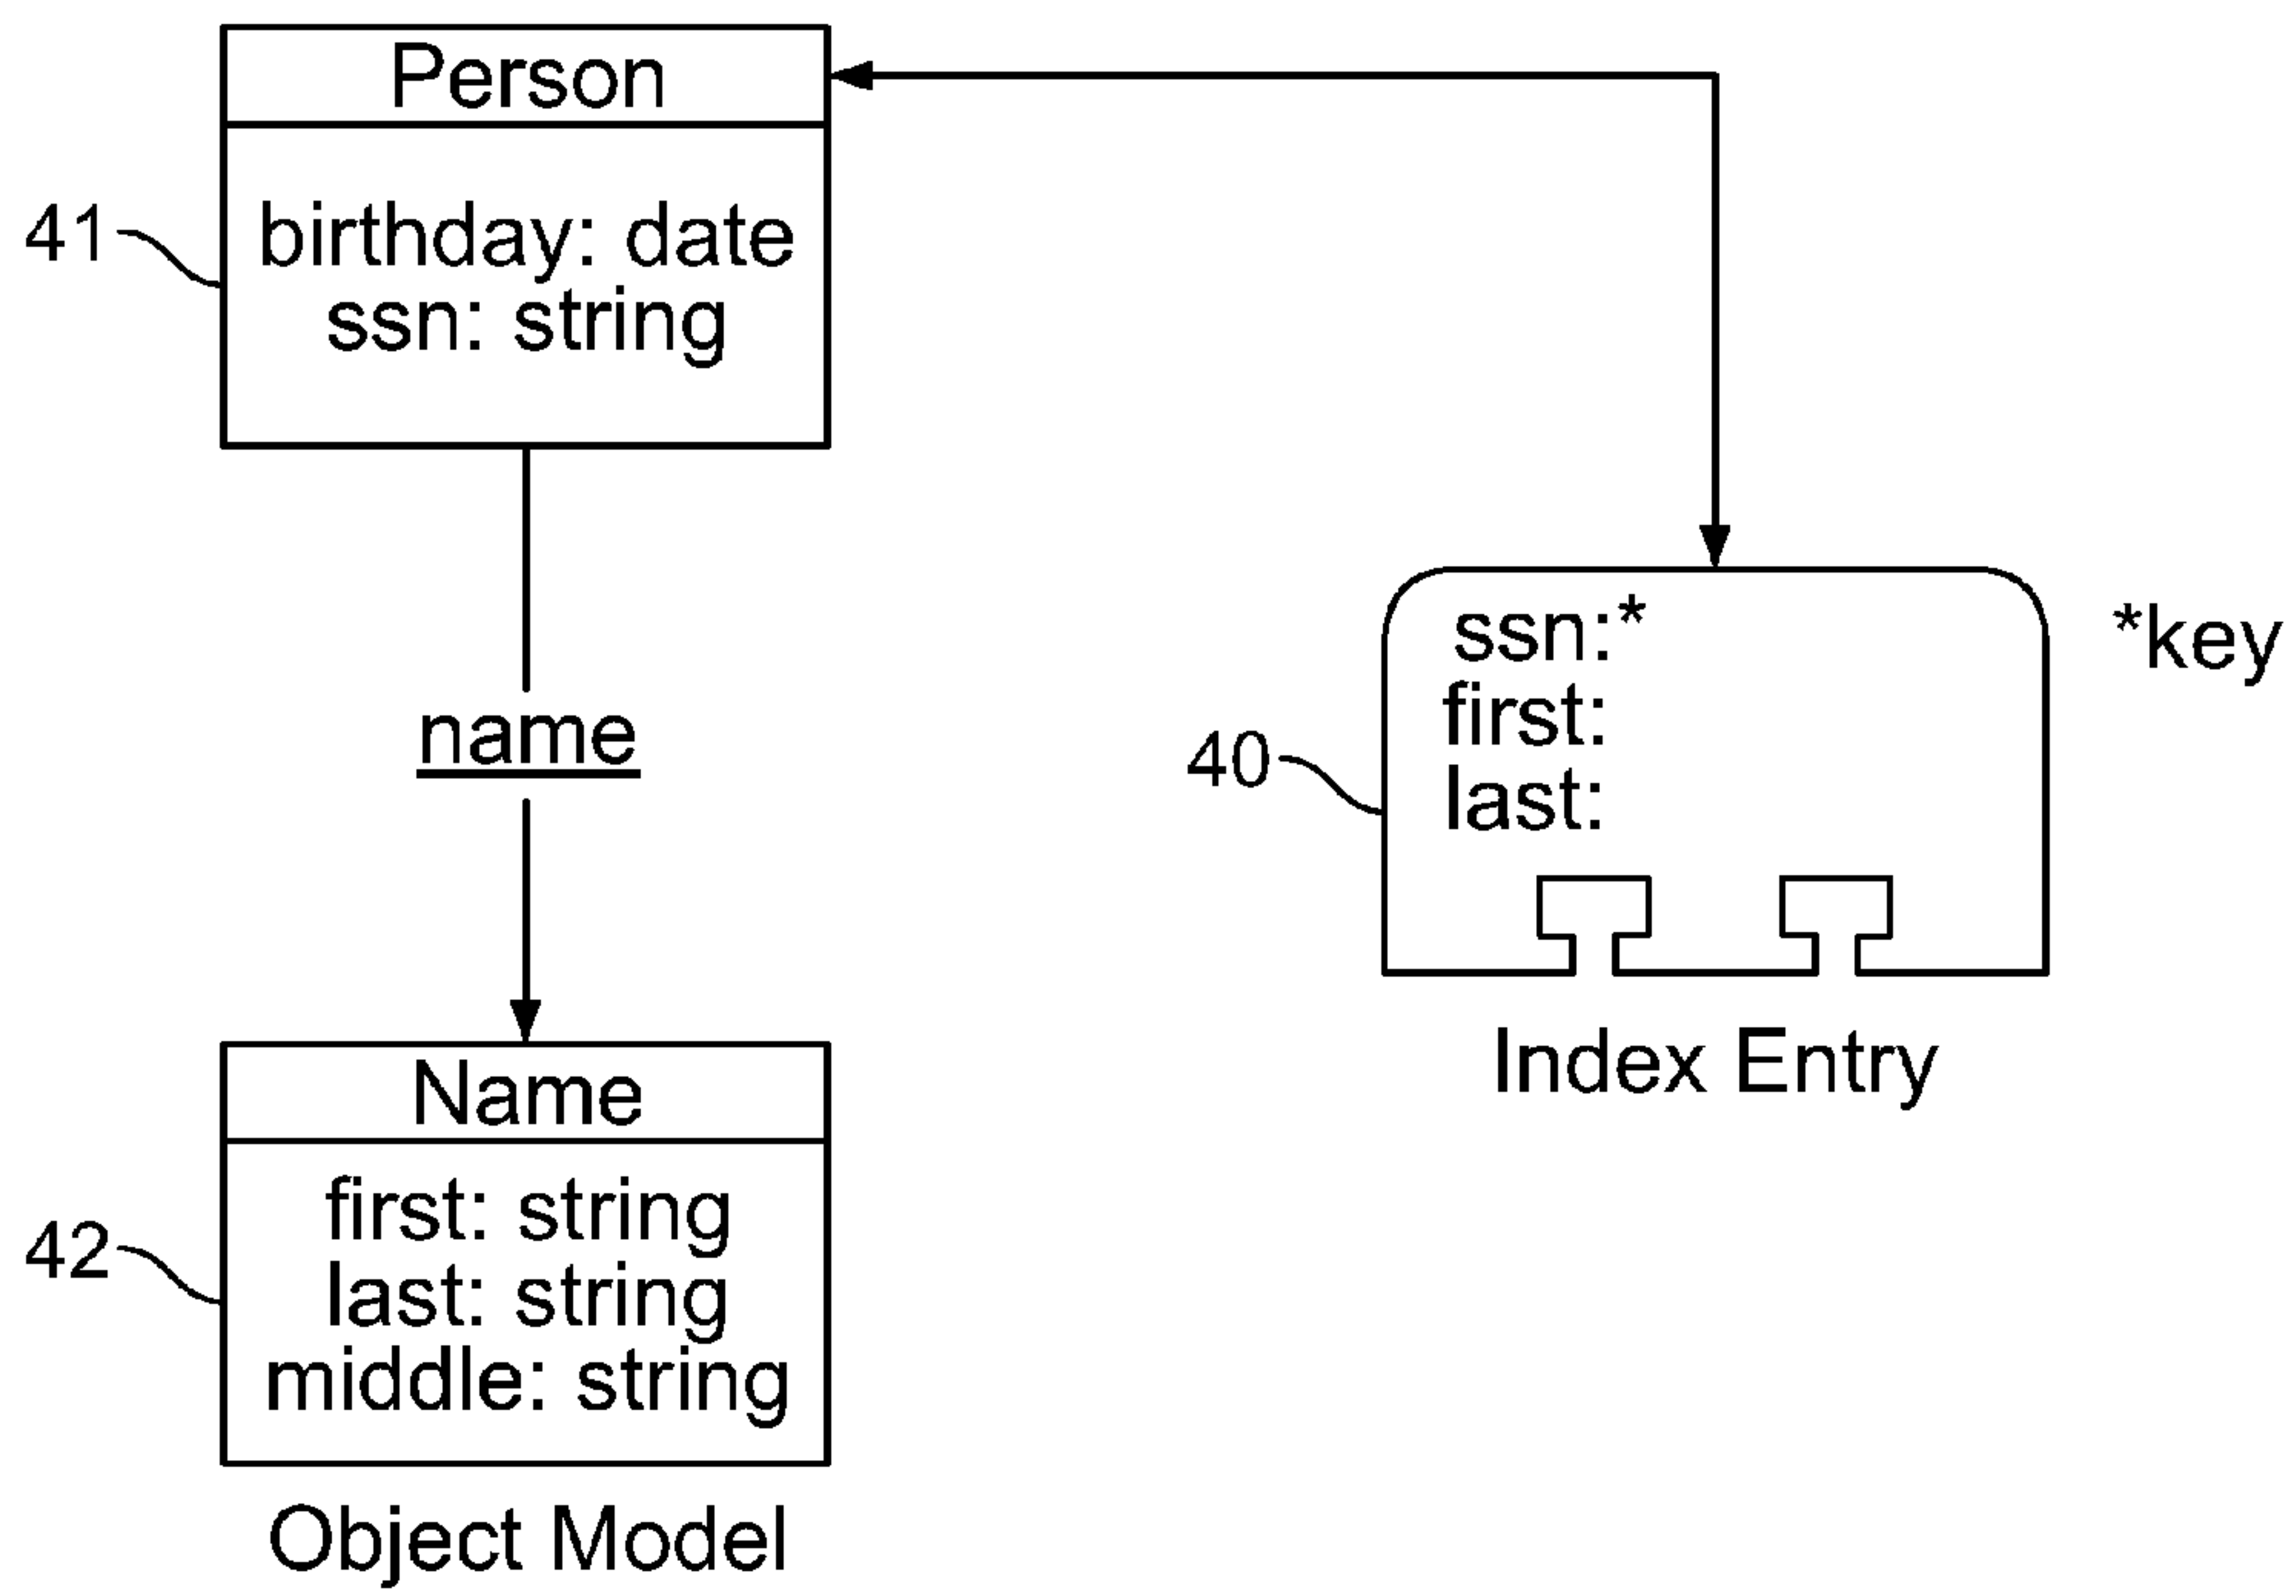 Person
41
birthday: date
ssn: string
name
42
Name
first: string
last: string
middle: string
Object Model
40
ssn:*
first:
last:
*key
Index Entry